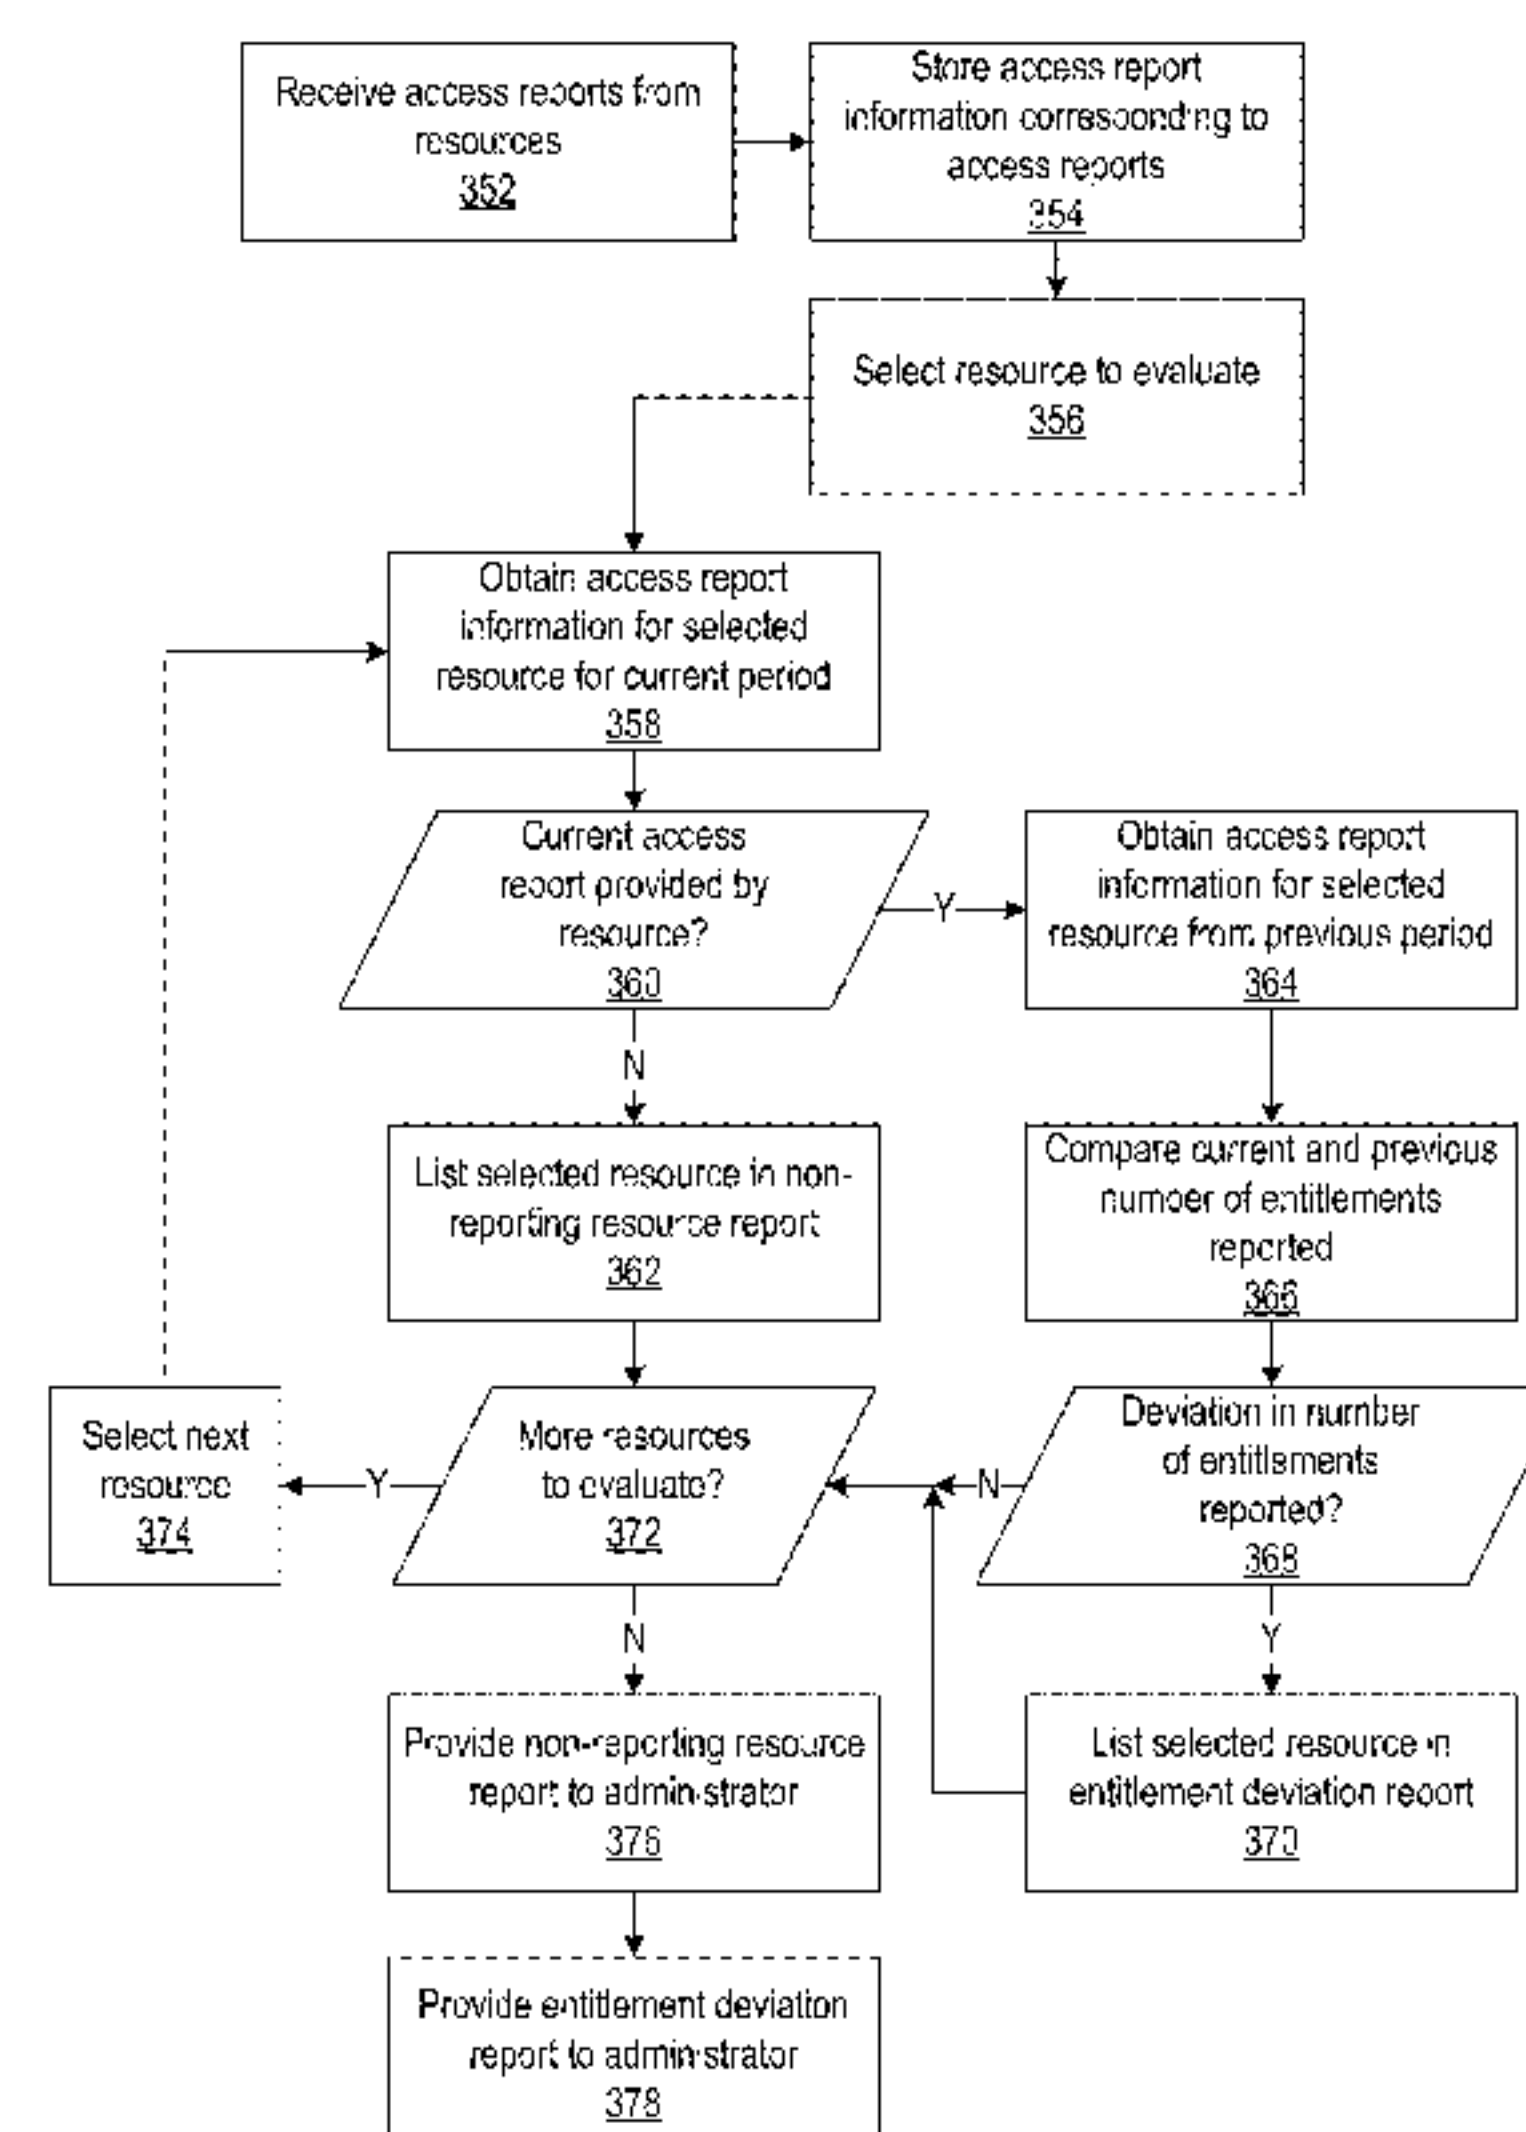 Receive access reports from
resources
352
Store access report
information corresponding to
access reports
354
Select resource to evaluate
356
Obtain access report
information for selected
resource for current period
358
Current access
report provided by
resource?
360
Y
Obtain access report
information for selected
resource from previous period
364
N
List selected resource in non-
reporting resource report
362
Compare current and previous
number of entitlements
reported
366
Select next
resource
374
Y
More resources
to evaluate?
372
N
Deviation in number
of entitlements
reported?
368
N
Y
Provide non-reporting resource
report to administrator
376
List selected resource in
entitlement deviation report
370
Provide entitlement deviation
report to administrator
378